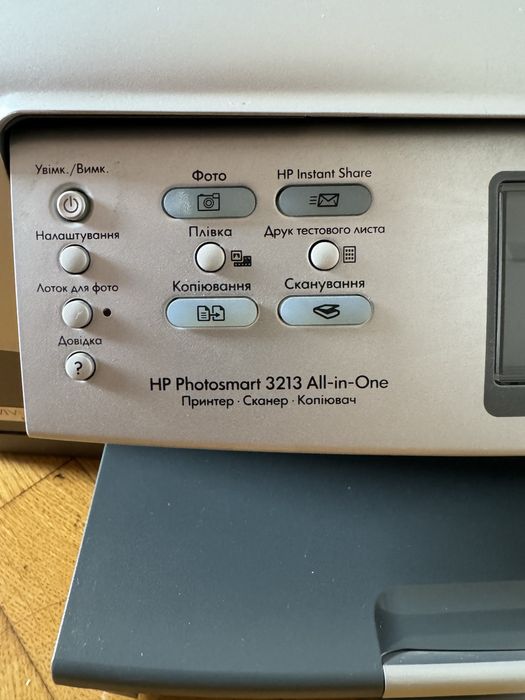 Увімк./Вимк.
Фото
HP Instant Share
Налаштування
Плівка
Друк тестового листа
Лоток для фото
Копіювання
Сканування
Довідка
?
HP Photosmart 3213 All-in-One
Принтер · Сканер · Копіювач